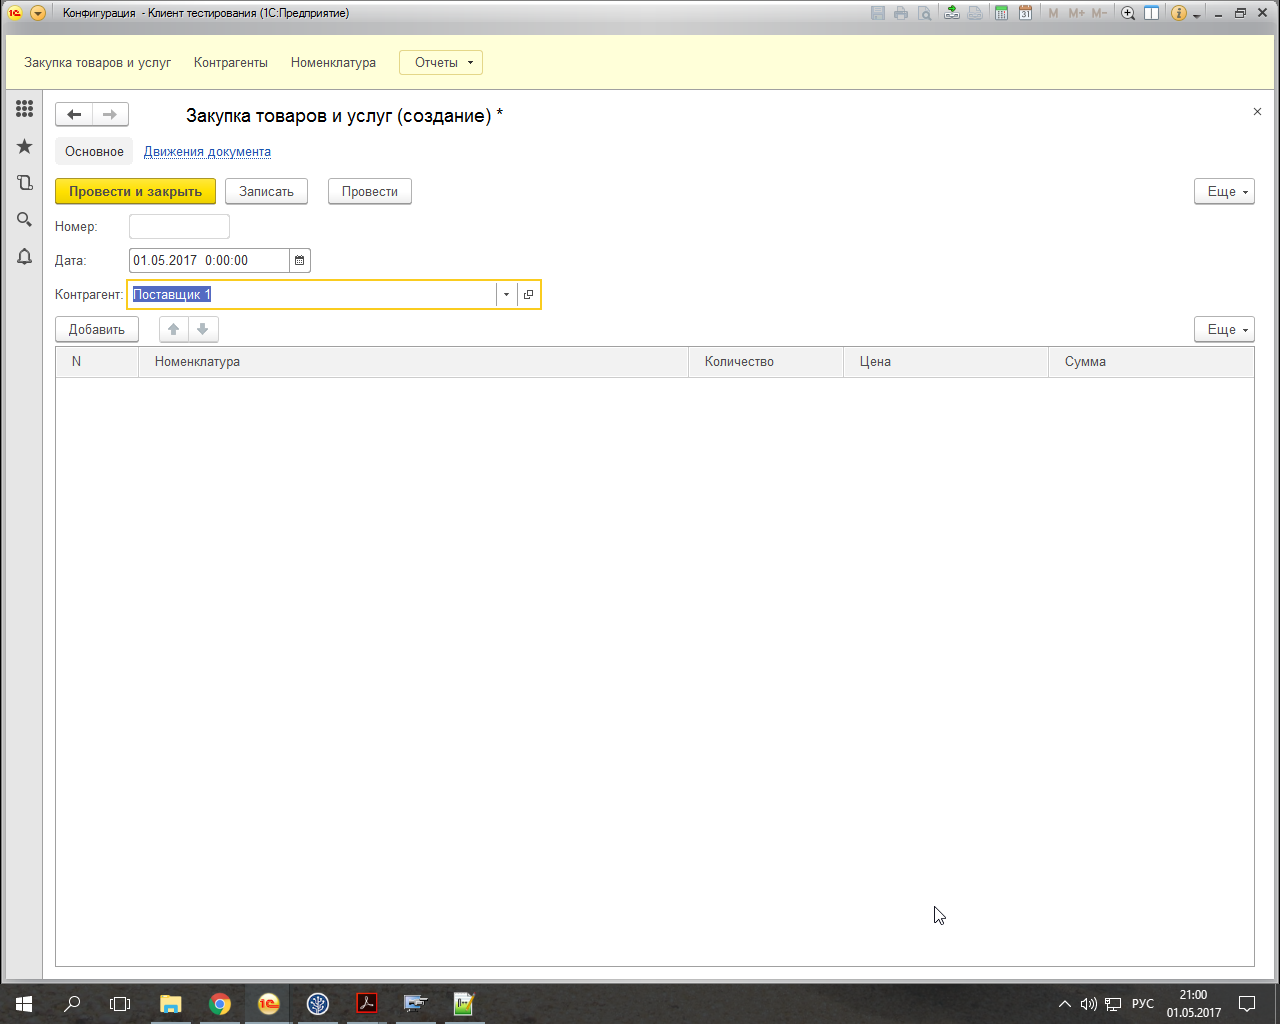 Конфигурация - Клиент тестирования (1С:Предприятие)
M M+ M-
Закупка товаров и услуг Контрагенты Номенклатура Отчеты
Закупка товаров и услуг (создание) *
Основное Движения документа
Провести и закрыть Записать Провести Еще
Номер:
Дата: 01.05.2017 0:00:00
Контрагент: Поставщик 1
Добавить Еще
N Номенклатура Количество Цена Сумма
РУС 21:00
01.05.2017